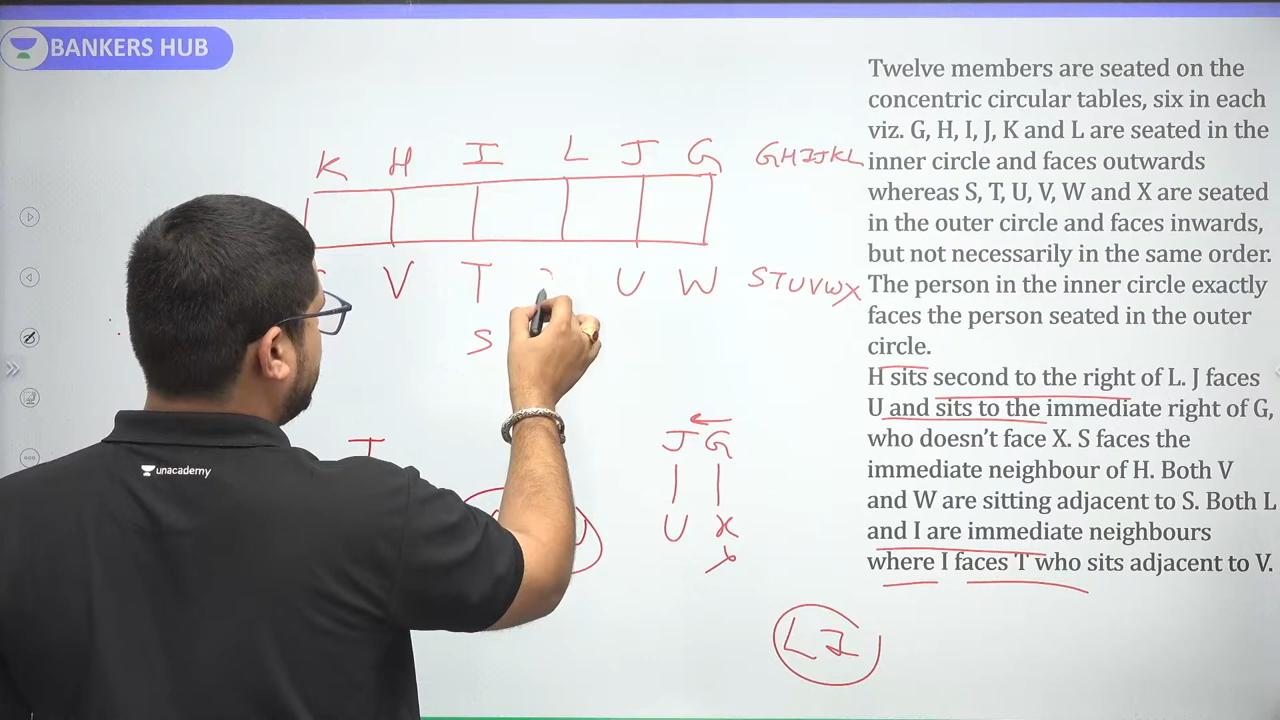 BANKERS HUB
Twelve members are seated on the
concentric circular tables, six in each
viz. G, H, I, J, K and L are seated in the
inner circle and faces outwards
whereas S, T, U, V, W and X are seated
in the outer circle and faces inwards,
but not necessarily in the same order.
The person in the inner circle exactly
faces the person seated in the outer
circle.
H sits second to the right of L. J faces
U and sits to the immediate right of G,
who doesn’t face X. S faces the
immediate neighbour of H. Both V
and W are sitting adjacent to S. Both L
and I are immediate neighbours
where I faces T who sits adjacent to V.
K H I L J G GHIJKL
V T U W STUVWX
S
J G
U X
L I
unacademy